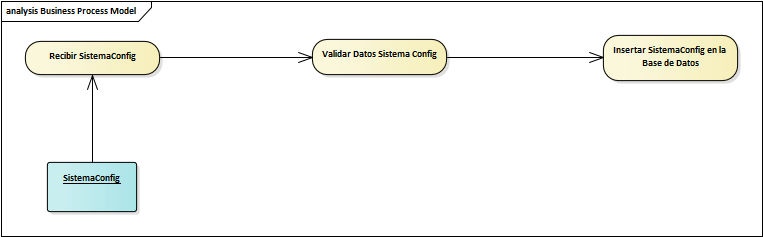 analysis Business Process Model
Recibir SistemaConfig
Validar Datos Sistema Config
Insertar SistemaConfig en la
Base de Datos
SistemaConfig